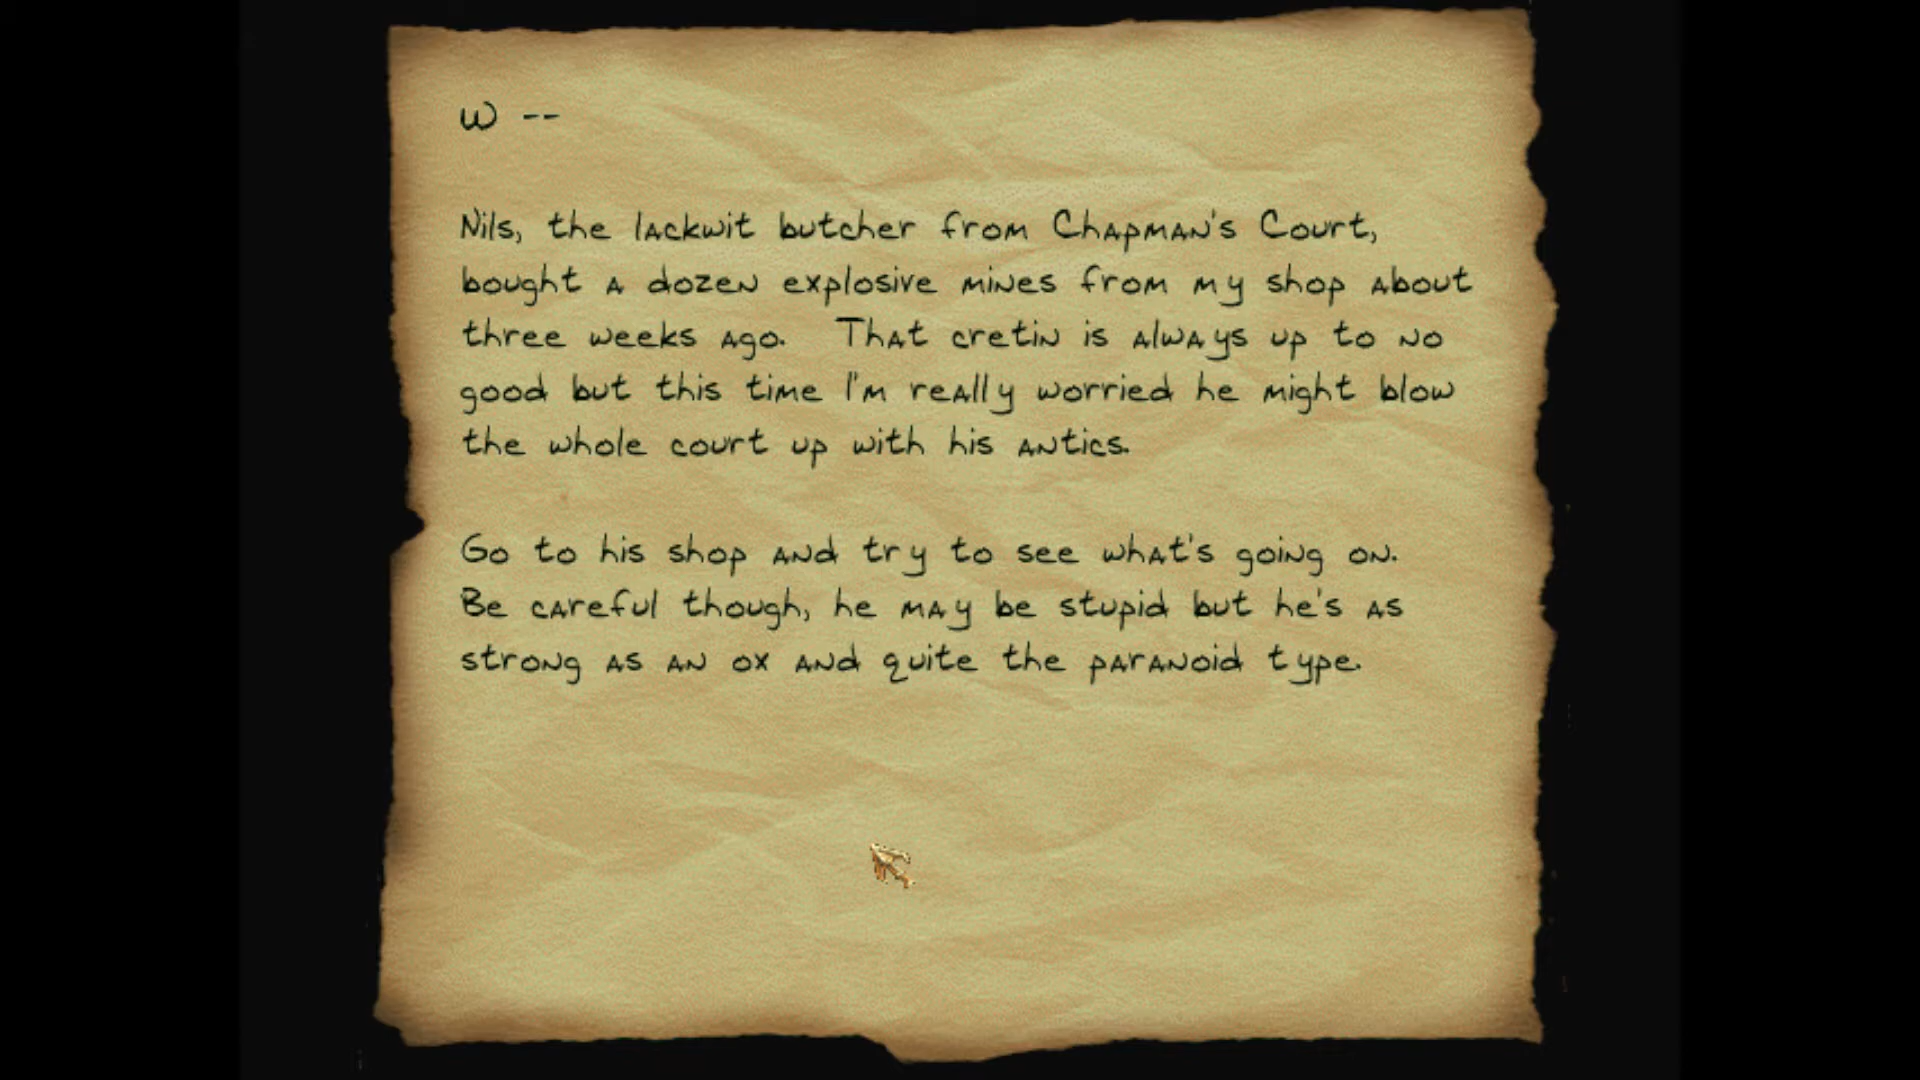 W --
Nils, the lackwit butcher from Chapman's Court,
bought a dozen explosive mines from my shop about
three weeks ago.  That cretin is always up to no
good but this time I'm really worried he might blow
the whole court up with his antics.
Go to his shop and try to see what's going on.
Be careful though, he may be stupid but he's as
strong as an ox and quite the paranoid type.